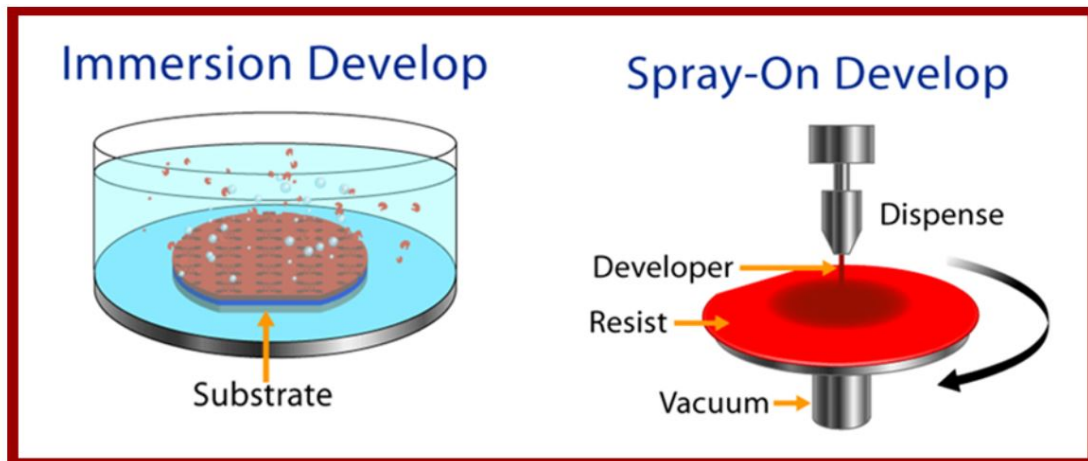 Immersion Develop
Substrate
Spray-On Develop
Dispense
Developer
Resist
Vacuum